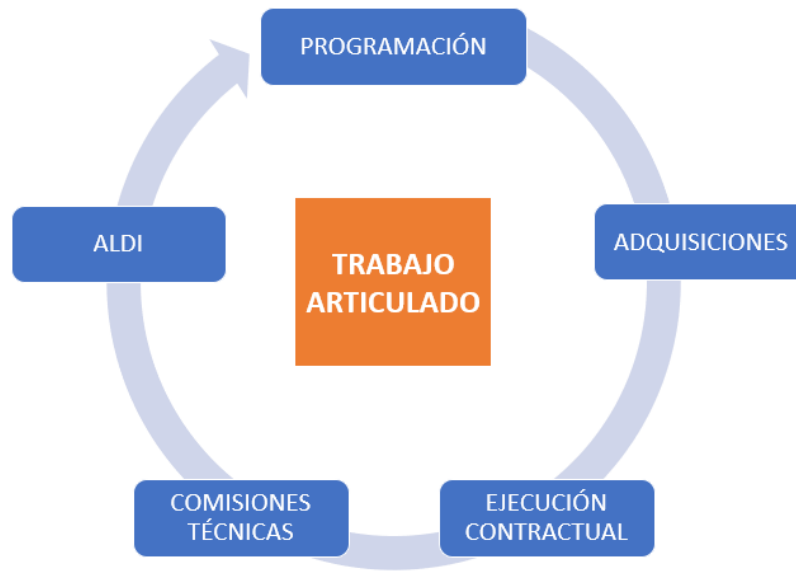 PROGRAMACIÓN
ALDI
TRABAJO
ARTICULADO
ADQUISICIONES
COMISIONES
TÉCNICAS
EJECUCIÓN
CONTRACTUAL